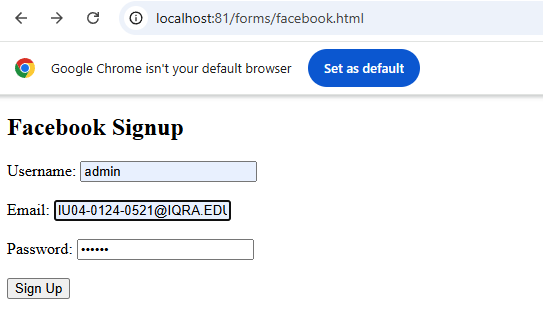 localhost:81/forms/facebook.html
Google Chrome isn't your default browser Set as default
Facebook Signup
Username: admin
Email: IU04-0124-0521@IQRA.EDU
Password: ••••••
Sign Up